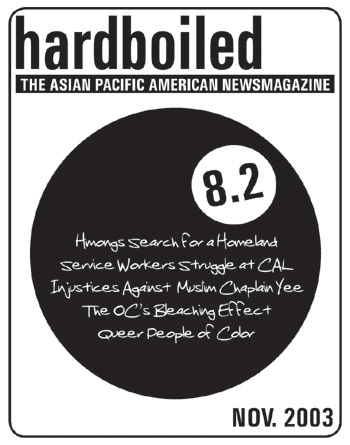 hardboiled
THE ASIAN PACIFIC AMERICAN NEWSMAGAZINE
8.2
Hmongs Search for a Homeland
Service Workers Struggle at CAL
Injustices Against Muslim Chaplain Yee
The OC's Bleaching Effect
Queer People of Color
NOV. 2003